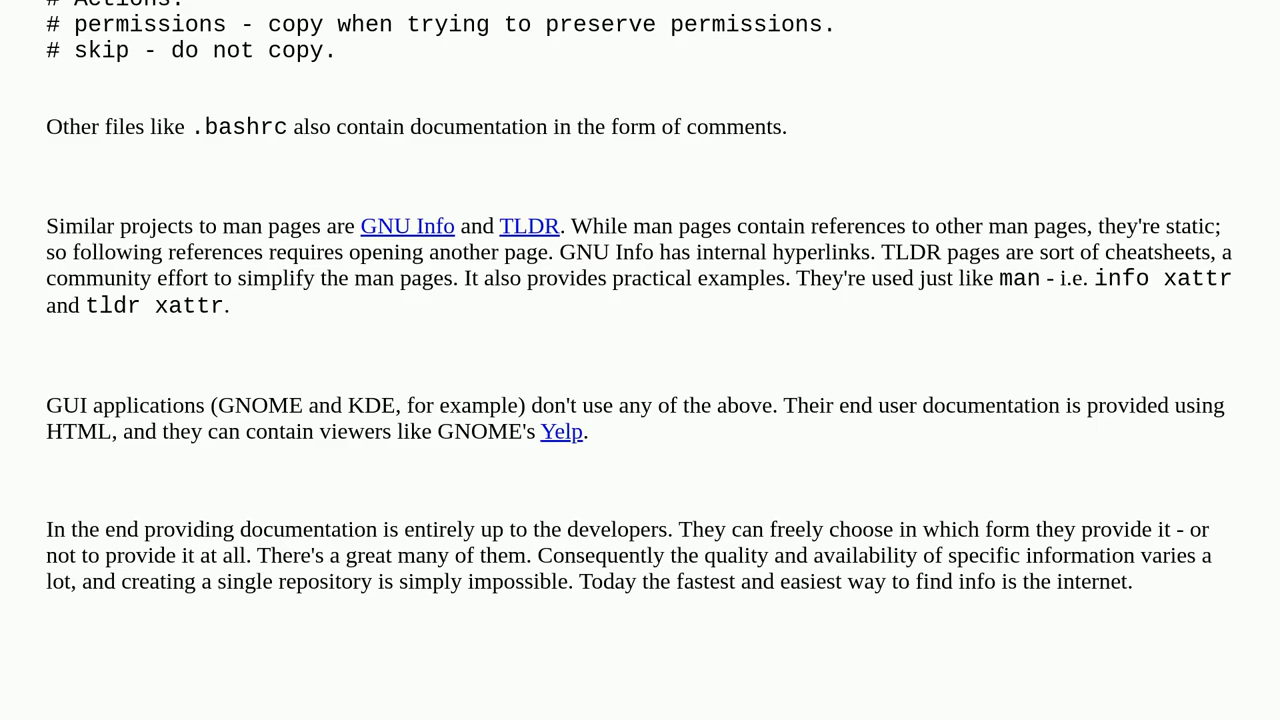 # Actions:
# permissions - copy when trying to preserve permissions.
# skip - do not copy.
Other files like .bashrc also contain documentation in the form of comments.
Similar projects to man pages are GNU Info and TLDR. While man pages contain references to other man pages, they're static;
so following references requires opening another page. GNU Info has internal hyperlinks. TLDR pages are sort of cheatsheets, a
community effort to simplify the man pages. It also provides practical examples. They're used just like man - i.e. info xattr
and tldr xattr.
GUI applications (GNOME and KDE, for example) don't use any of the above. Their end user documentation is provided using
HTML, and they can contain viewers like GNOME's Yelp.
In the end providing documentation is entirely up to the developers. They can freely choose in which form they provide it - or
not to provide it at all. There's a great many of them. Consequently the quality and availability of specific information varies a
lot, and creating a single repository is simply impossible. Today the fastest and easiest way to find info is the internet.